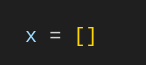 x = []